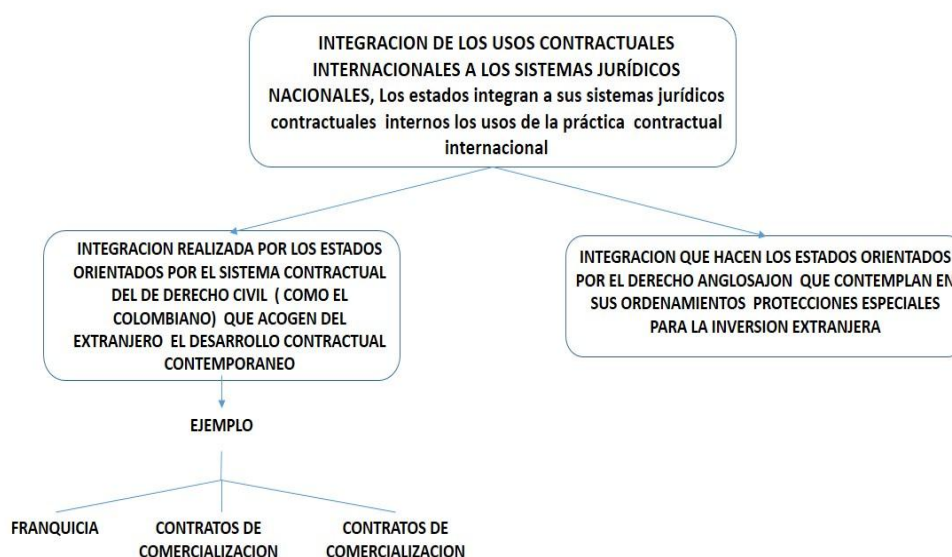 INTEGRACION DE LOS USOS CONTRACTUALES
INTERNACIONALES A LOS SISTEMAS JURÍDICOS
NACIONALES, Los estados integran a sus sistemas jurídicos
contractuales internos los usos de la práctica contractual
internacional
INTEGRACION REALIZADA POR LOS ESTADOS
ORIENTADOS POR EL SISTEMA CONTRACTUAL
DEL DE DERECHO CIVIL ( COMO EL
COLOMBIANO) QUE ACOGEN DEL
EXTRANJERO EL DESARROLLO CONTRACTUAL
CONTEMPORANEO
INTEGRACION QUE HACEN LOS ESTADOS ORIENTADOS
POR EL DERECHO ANGLOSAJON QUE CONTEMPLAN EN
SUS ORDENAMIENTOS PROTECCIONES ESPECIALES
PARA LA INVERSION EXTRANJERA
EJEMPLO
FRANQUICIA
CONTRATOS DE
COMERCIALIZACION
CONTRATOS DE
COMERCIALIZACION